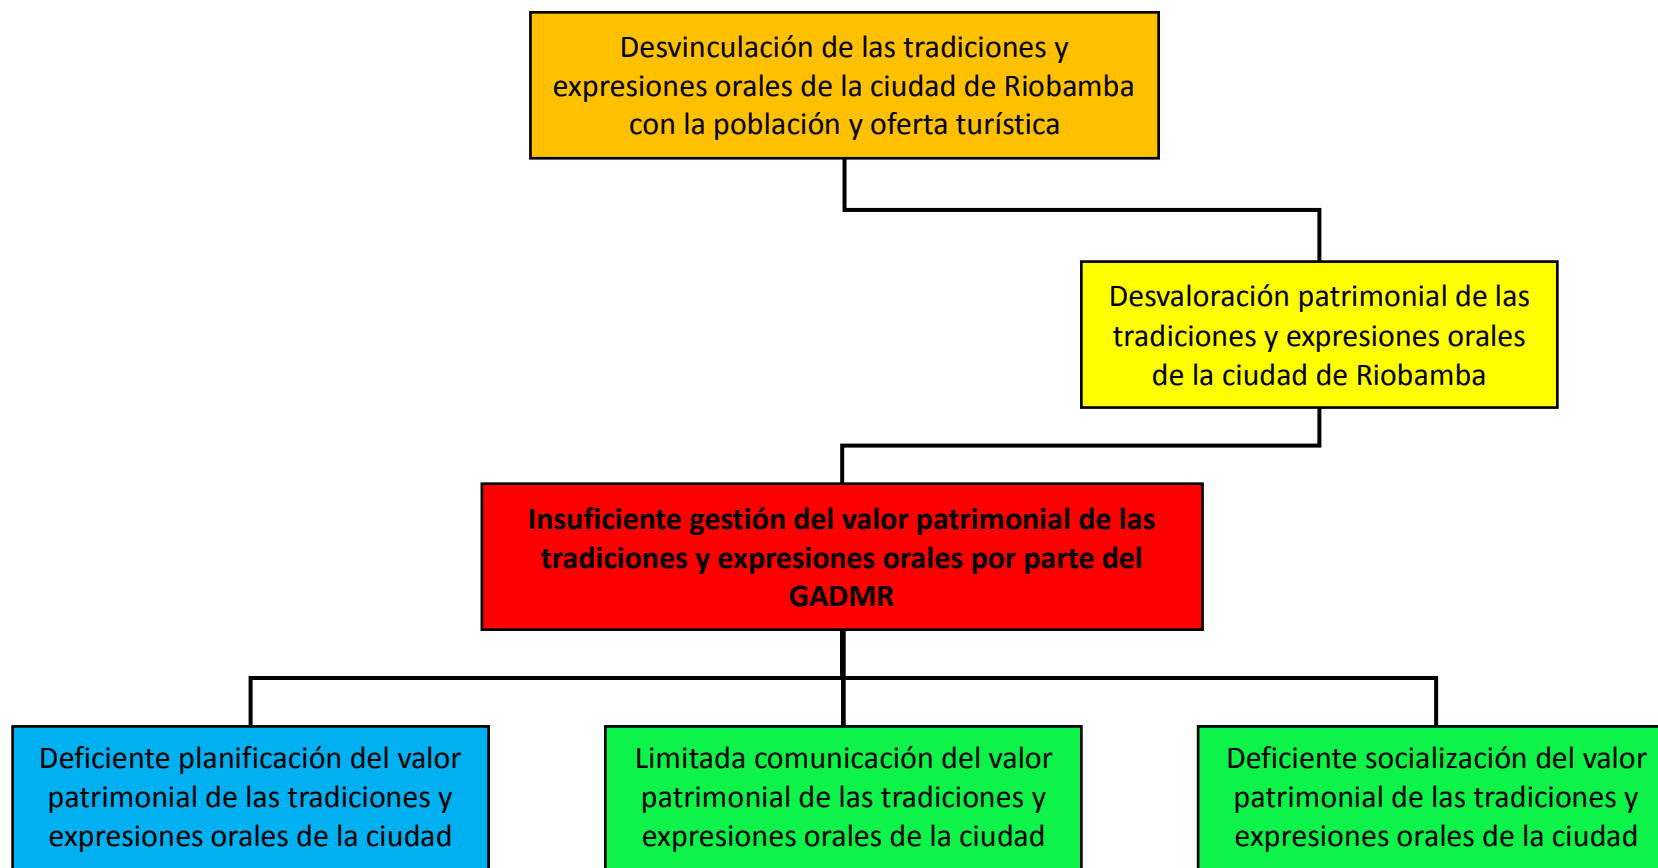 Desvinculación de las tradiciones y
expresiones orales de la ciudad de Riobamba
con la población y oferta turística
Desvaloración patrimonial de las
tradiciones y expresiones orales
de la ciudad de Riobamba
Insuficiente gestión del valor patrimonial de las
tradiciones y expresiones orales por parte del
GADMR
Deficiente planificación del valor
patrimonial de las tradiciones y
expresiones orales de la ciudad
Limitada comunicación del valor
patrimonial de las tradiciones y
expresiones orales de la ciudad
Deficiente socialización del valor
patrimonial de las tradiciones y
expresiones orales de la ciudad